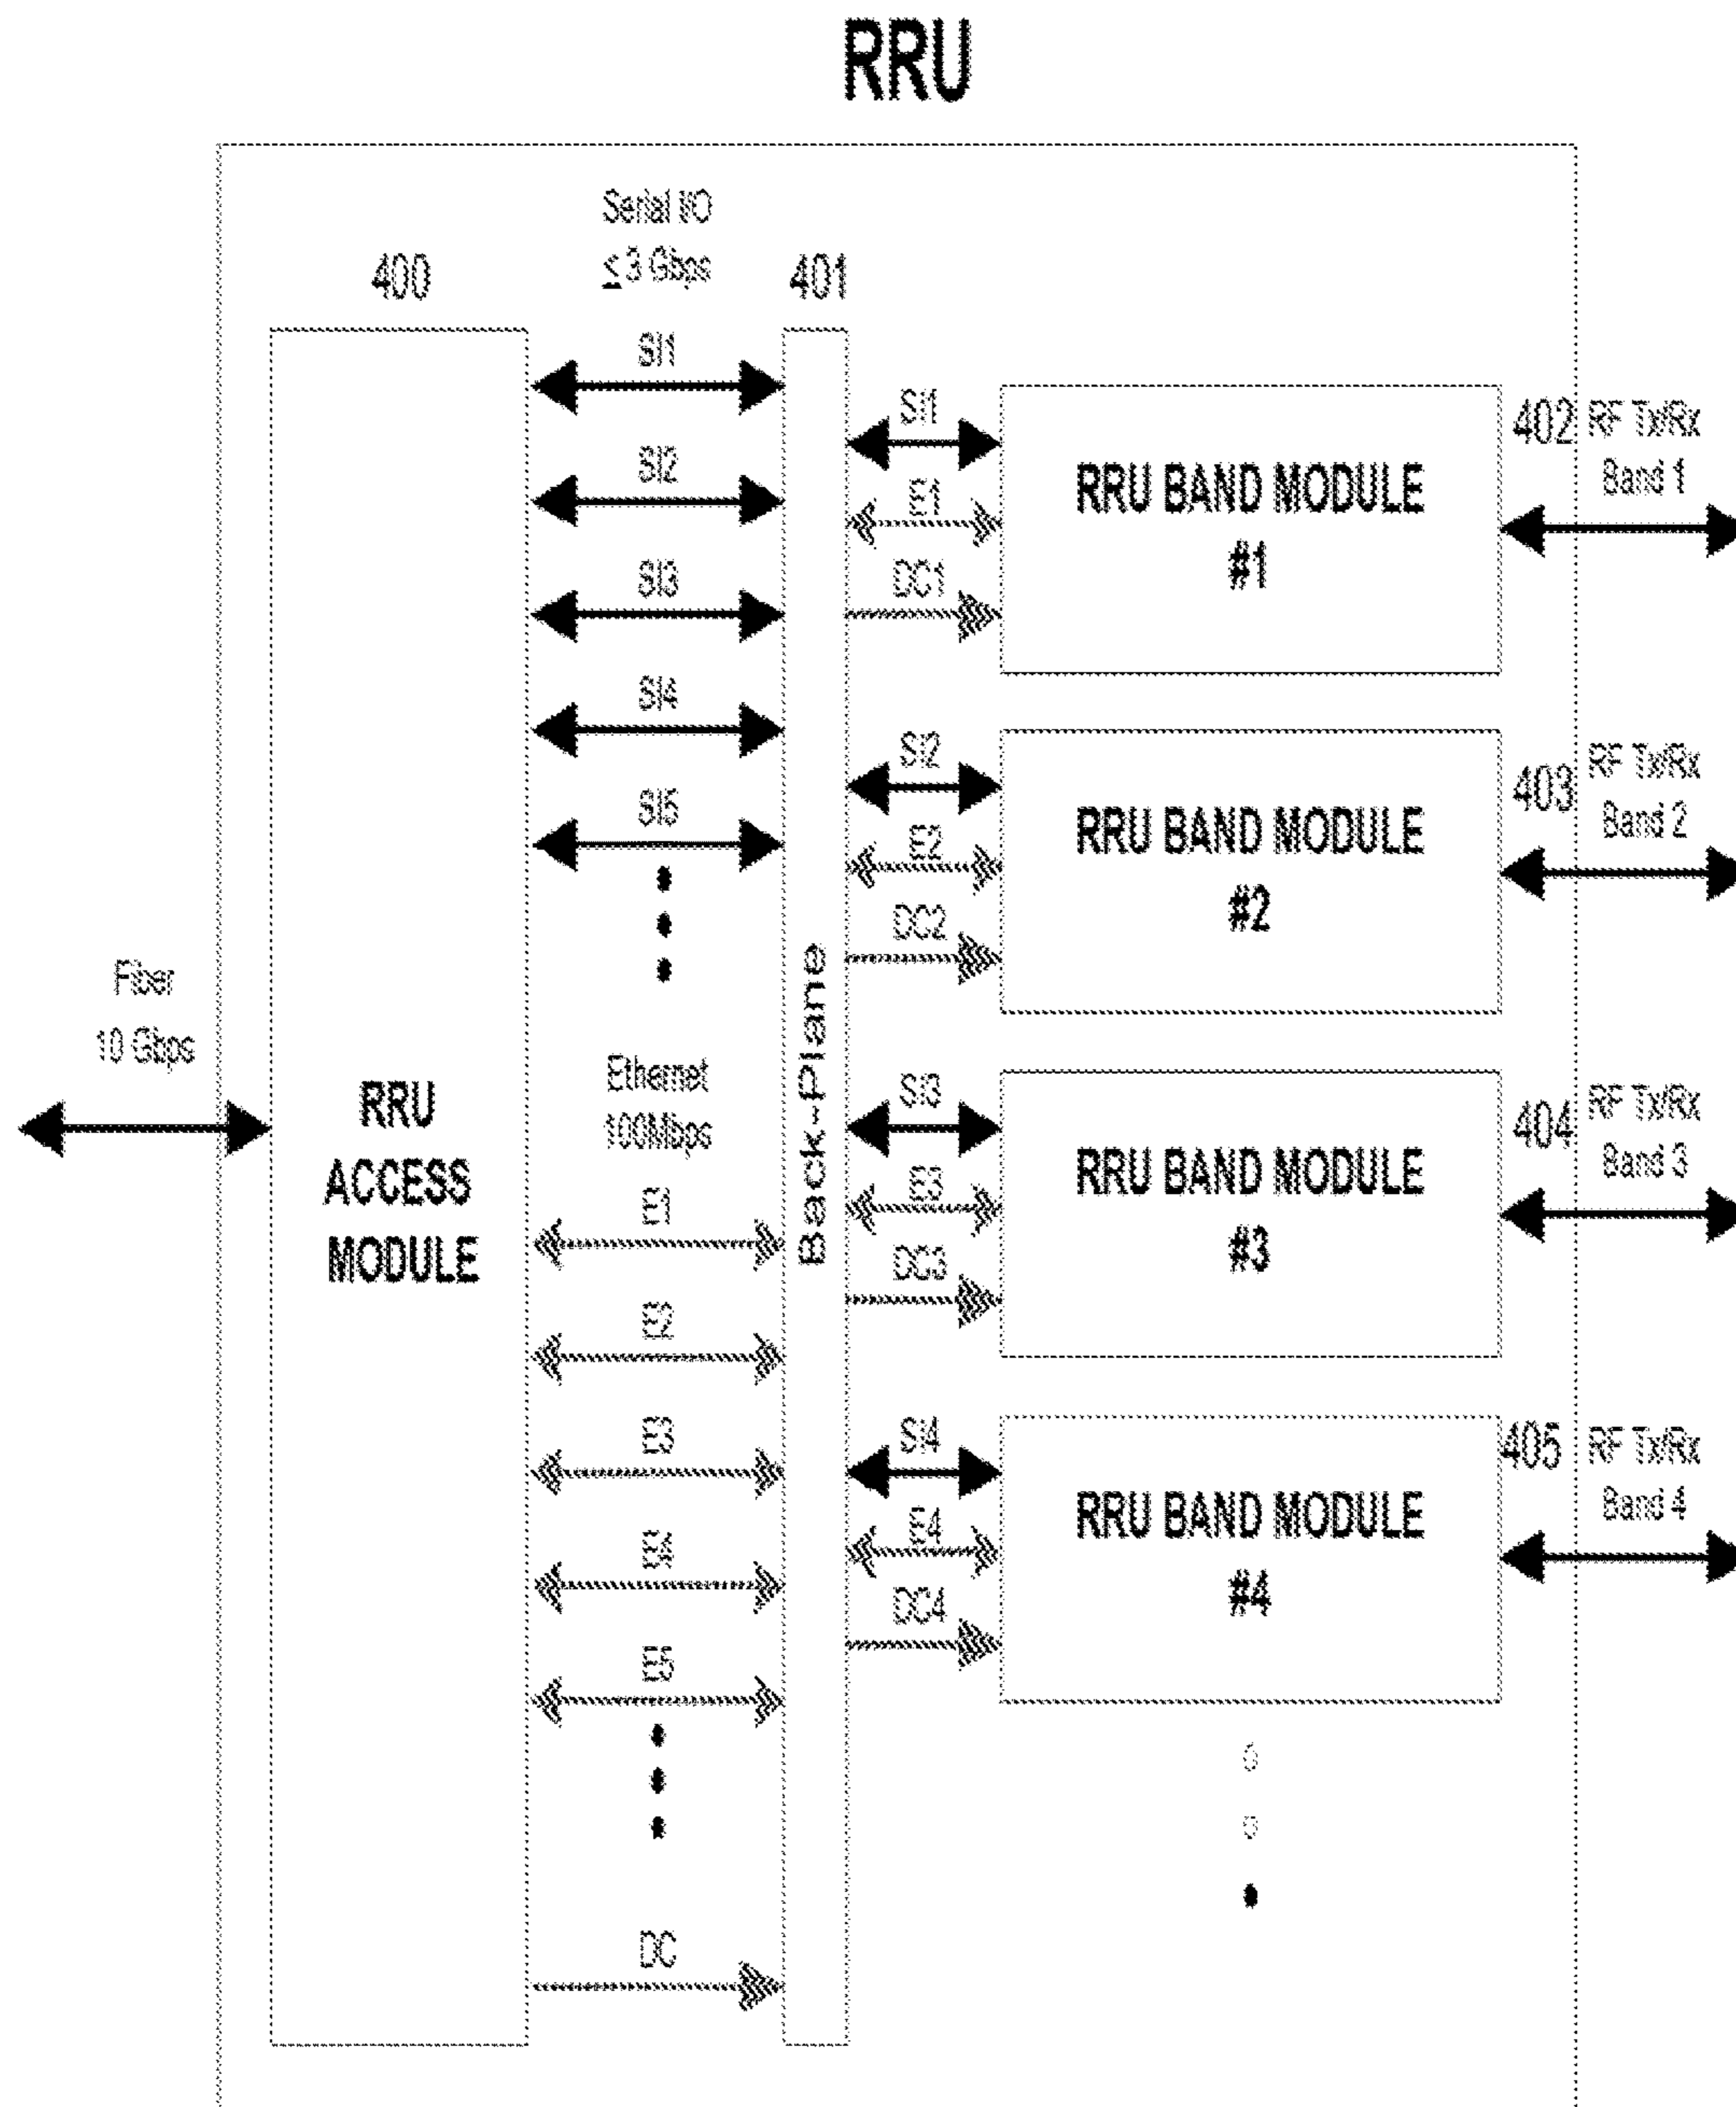 RRU
Serial I/O
≤ 3 Gbps
400
401
SI1
SI2
SI3
SI4
SI5
Fiber
10 Gbps
RRU
ACCESS
MODULE
Ethernet
100Mbps
E1
E2
E3
E4
E5
DC
Back-Plane
SI1
E1
DC1
RRU BAND MODULE
#1
402
RF Tx/Rx
Band 1
SI2
E2
DC2
RRU BAND MODULE
#2
403
RF Tx/Rx
Band 2
SI3
E3
DC3
RRU BAND MODULE
#3
404
RF Tx/Rx
Band 3
SI4
E4
DC4
RRU BAND MODULE
#4
405
RF Tx/Rx
Band 4